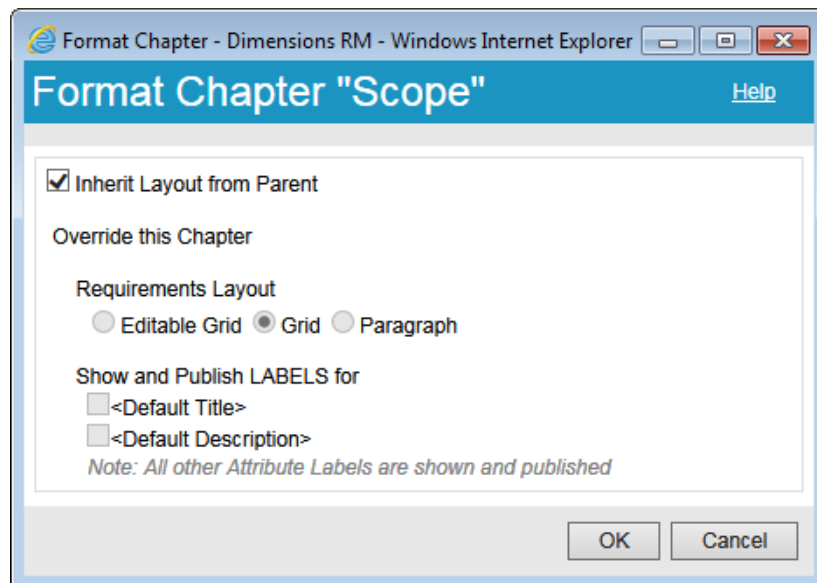 Format Chapter - Dimensions RM - Windows Internet Explorer
Format Chapter "Scope"
Help
Inherit Layout from Parent
Override this Chapter
Requirements Layout
Editable Grid Grid Paragraph
Show and Publish LABELS for
<Default Title>
<Default Description>
Note: All other Attribute Labels are shown and published
OK Cancel